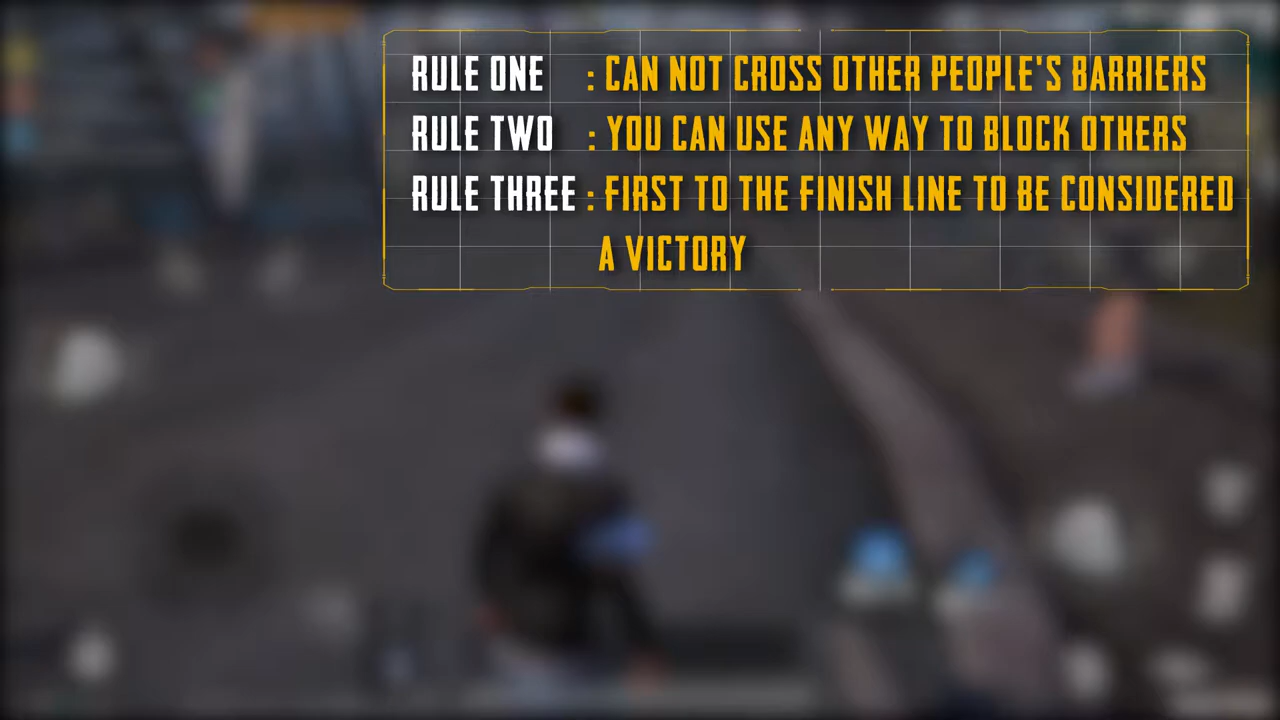 RULE ONE : CAN NOT CROSS OTHER PEOPLE'S BARRIERS
RULE TWO : YOU CAN USE ANY WAY TO BLOCK OTHERS
RULE THREE : FIRST TO THE FINISH LINE TO BE CONSIDERED
A VICTORY